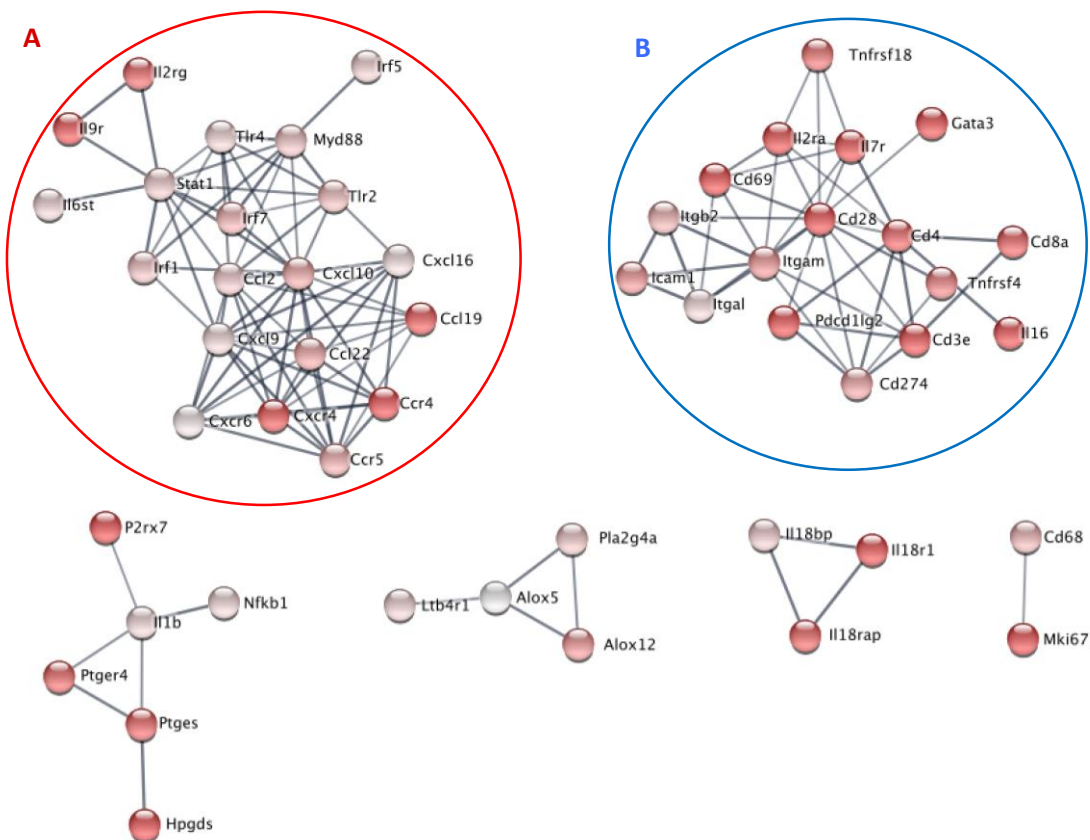 A
B
Il2rg
Irf5
Tnfrsf18
Il9r
Tlr4
Myd88
Il2ra
Il7r
Gata3
Stat1
Cd69
Il6st
Tlr2
Irf7
Itgb2
Cd28
Cd4
Cd8a
Irf1
Ccl2
Cxcl10
Cxcl16
Icam1
Itgam
Itgal
Tnfrsf4
Ccl19
Pdcd1lg2
Il16
Cxcl9
Ccl22
Cd3e
Cd274
Cxcr6
Cxcr4
Ccr4
Ccr5
P2rx7
Pla2g4a
Il18bp
Il18r1
Cd68
Nfkb1
Ltb4r1
Alox5
Il1b
Alox12
Il18rap
Mki67
Ptger4
Ptges
Hpgds